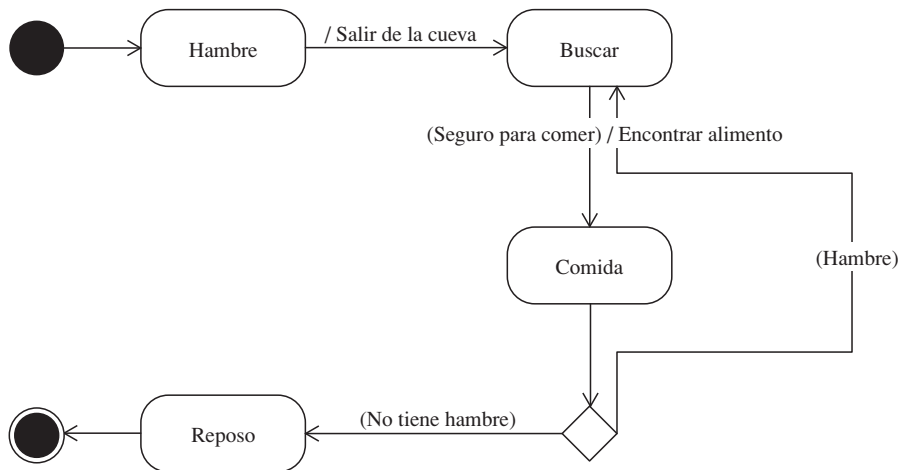 Hambre
/ Salir de la cueva
Buscar
(Seguro para comer) / Encontrar alimento
Comida
(Hambre)
Reposo
(No tiene hambre)